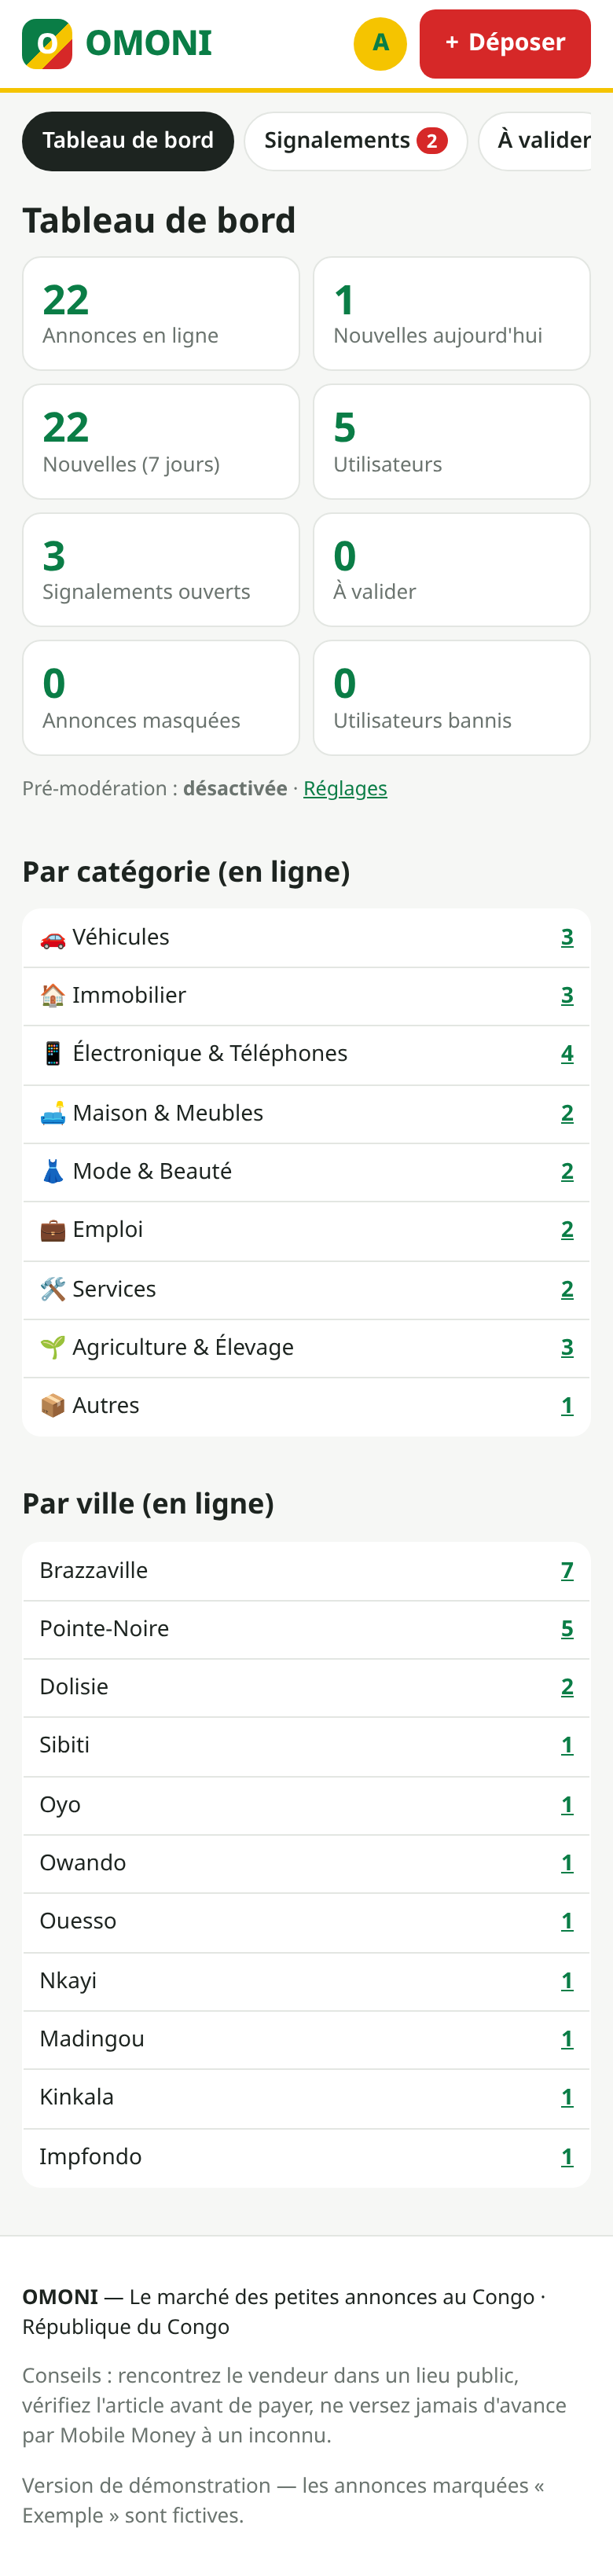 O OMONI
A
+ Déposer
Tableau de bord
Signalements 2
À valider
Tableau de bord
22
Annonces en ligne
1
Nouvelles aujourd'hui
22
Nouvelles (7 jours)
5
Utilisateurs
3
Signalements ouverts
0
À valider
0
Annonces masquées
0
Utilisateurs bannis
Pré-modération : désactivée · Réglages
Par catégorie (en ligne)
Véhicules 3
Immobilier 3
Électronique & Téléphones 4
Maison & Meubles 2
Mode & Beauté 2
Emploi 2
Services 2
Agriculture & Élevage 3
Autres 1
Par ville (en ligne)
Brazzaville 7
Pointe-Noire 5
Dolisie 2
Sibiti 1
Oyo 1
Owando 1
Ouesso 1
Nkayi 1
Madingou 1
Kinkala 1
Impfondo 1
OMONI — Le marché des petites annonces au Congo ·
République du Congo
Conseils : rencontrez le vendeur dans un lieu public,
vérifiez l'article avant de payer, ne versez jamais d'avance
par Mobile Money à un inconnu.
Version de démonstration — les annonces marquées «
Exemple » sont fictives.